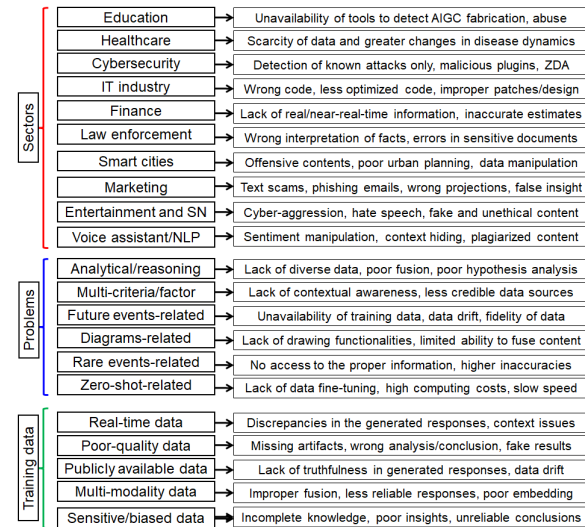 Sectors
Education
Unavailability of tools to detect AIGC fabrication, abuse
Healthcare
Scarcity of data and greater changes in disease dynamics
Cybersecurity
Detection of known attacks only, malicious plugins, ZDA
IT industry
Wrong code, less optimized code, improper patches/design
Finance
Lack of real/near-real-time information, inaccurate estimates
Law enforcement
Wrong interpretation of facts, errors in sensitive documents
Smart cities
Offensive contents, poor urban planning, data manipulation
Marketing
Text scams, phishing emails, wrong projections, false insight
Entertainment and SN
Cyber-aggression, hate speech, fake and unethical content
Voice assistant/NLP
Sentiment manipulation, context hiding, plagiarized content
Problems
Analytical/reasoning
Lack of diverse data, poor fusion, poor hypothesis analysis
Multi-criteria/factor
Lack of contextual awareness, less credible data sources
Future events-related
Unavailability of training data, data drift, fidelity of data
Diagrams-related
Lack of drawing functionalities, limited ability to fuse content
Rare events-related
No access to the proper information, higher inaccuracies
Zero-shot-related
Lack of data fine-tuning, high computing costs, slow speed
Training data
Real-time data
Discrepancies in the generated responses, context issues
Poor-quality data
Missing artifacts, wrong analysis/conclusion, fake results
Publicly available data
Lack of truthfulness in generated responses, data drift
Multi-modality data
Improper fusion, less reliable responses, poor embedding
Sensitive/biased data
Incomplete knowledge, poor insights, unreliable conclusions